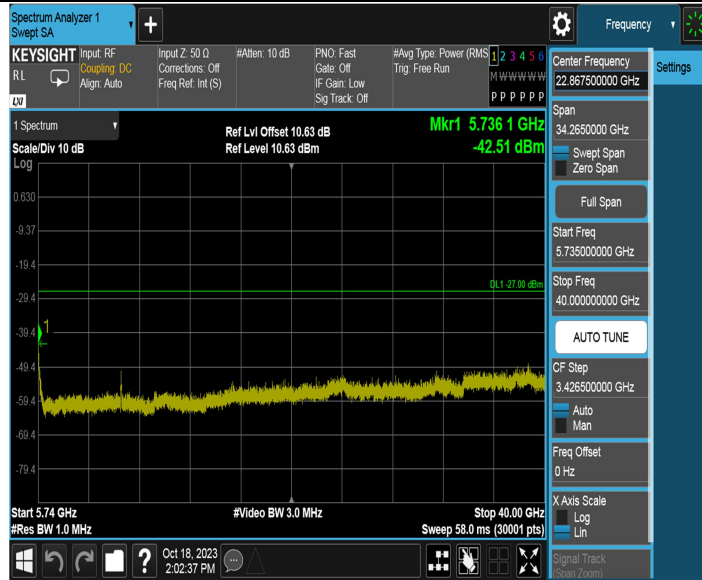 Spectrum Analyzer 1
Swept SA
Frequency
KEYSIGHT
RL
LXI
Input: RF
Coupling: DC
Align: Auto
Input Z: 50 Ω
Corrections: Off
Freq Ref: Int (S)
#Atten: 10 dB
PNO: Fast
Gate: Off
IF Gain: Low
Sig Track: Off
#Avg Type: Power (RMS
Trig: Free Run
1 2 3 4 5 6
M W W W W W
P P P P P P
Center Frequency
22.867500000 GHz
Settings
Span
34.2650000 GHz
Swept Span
Zero Span
Full Span
Start Freq
5.735000000 GHz
Stop Freq
40.000000000 GHz
AUTO TUNE
CF Step
3.426500000 GHz
Auto
Man
Freq Offset
0 Hz
X Axis Scale
Log
Lin
Signal Track
(Span Zoom)
1 Spectrum
Scale/Div 10 dB
Log
Ref Lvl Offset 10.63 dB
Ref Level 10.63 dBm
Mkr1 5.736 1 GHz
-42.51 dBm
0.630
-9.37
-19.4
DL1 -27.00 dBm
-29.4
-39.4
1
-49.4
-59.4
-69.4
-79.4
Start 5.74 GHz
#Video BW 3.0 MHz
Stop 40.00 GHz
#Res BW 1.0 MHz
Sweep 58.0 ms (30001 pts)
?
Oct 18, 2023
2:02:37 PM